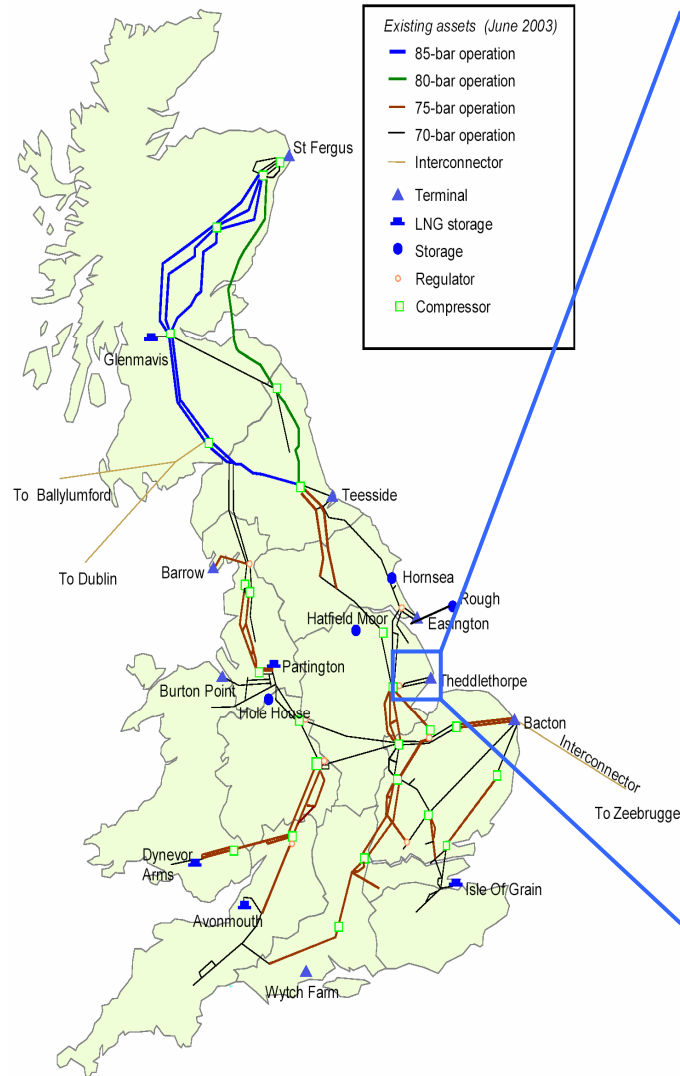 Existing assets (June 2003)
85-bar operation
80-bar operation
75-bar operation
70-bar operation
Interconnector
Terminal
LNG storage
Storage
Regulator
Compressor
St Fergus
Glenmavis
To Ballylumford
Teesside
To Dublin
Barrow
Hornsea
Rough
Hatfield Moor
Easington
Partington
Theddlethorpe
Burton Point
Hole House
Bacton
Interconnector
To Zeebrugge
Dynevor
Arms
Isle Of Grain
Avonmouth
Wytch Farm